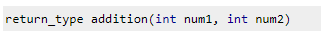 return_type addition(int num1, int num2)